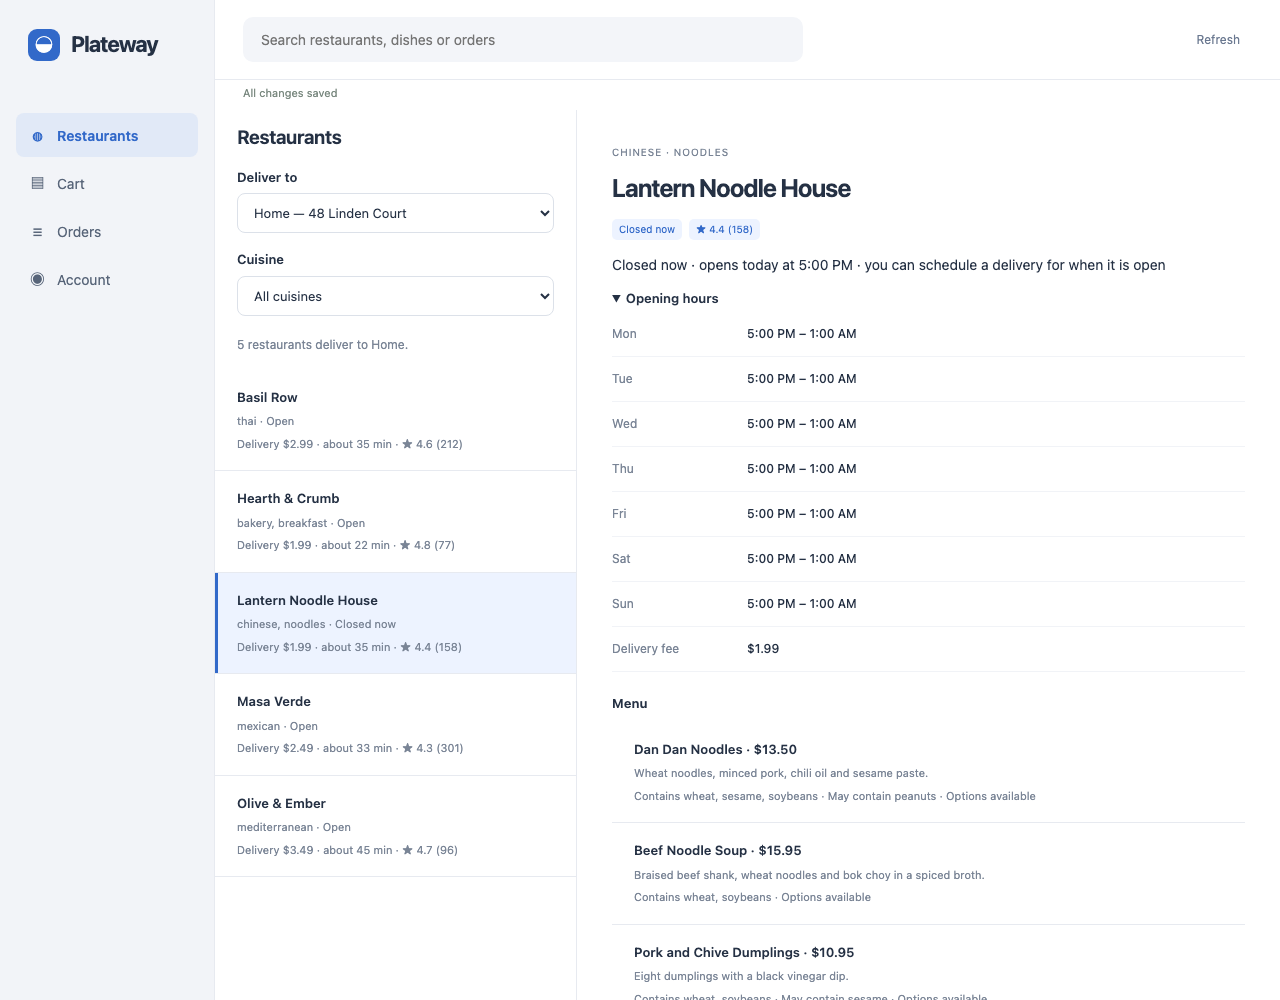 Plateway
Restaurants
Cart
Orders
Account
Search restaurants, dishes or orders
Refresh
All changes saved
Restaurants
Deliver to
Home — 48 Linden Court
Cuisine
All cuisines
5 restaurants deliver to Home.
Basil Row
thai · Open
Delivery $2.99 · about 35 min · ★ 4.6 (212)
Hearth & Crumb
bakery, breakfast · Open
Delivery $1.99 · about 22 min · ★ 4.8 (77)
Lantern Noodle House
chinese, noodles · Closed now
Delivery $1.99 · about 35 min · ★ 4.4 (158)
Masa Verde
mexican · Open
Delivery $2.49 · about 33 min · ★ 4.3 (301)
Olive & Ember
mediterranean · Open
Delivery $3.49 · about 45 min · ★ 4.7 (96)
CHINESE · NOODLES
Lantern Noodle House
Closed now ★ 4.4 (158)
Closed now · opens today at 5:00 PM · you can schedule a delivery for when it is open
▼ Opening hours
Mon 5:00 PM – 1:00 AM
Tue 5:00 PM – 1:00 AM
Wed 5:00 PM – 1:00 AM
Thu 5:00 PM – 1:00 AM
Fri 5:00 PM – 1:00 AM
Sat 5:00 PM – 1:00 AM
Sun 5:00 PM – 1:00 AM
Delivery fee $1.99
Menu
Dan Dan Noodles · $13.50
Wheat noodles, minced pork, chili oil and sesame paste.
Contains wheat, sesame, soybeans · May contain peanuts · Options available
Beef Noodle Soup · $15.95
Braised beef shank, wheat noodles and bok choy in a spiced broth.
Contains wheat, soybeans · Options available
Pork and Chive Dumplings · $10.95
Eight dumplings with a black vinegar dip.
Contains wheat, soybeans · May contain sesame · Options available